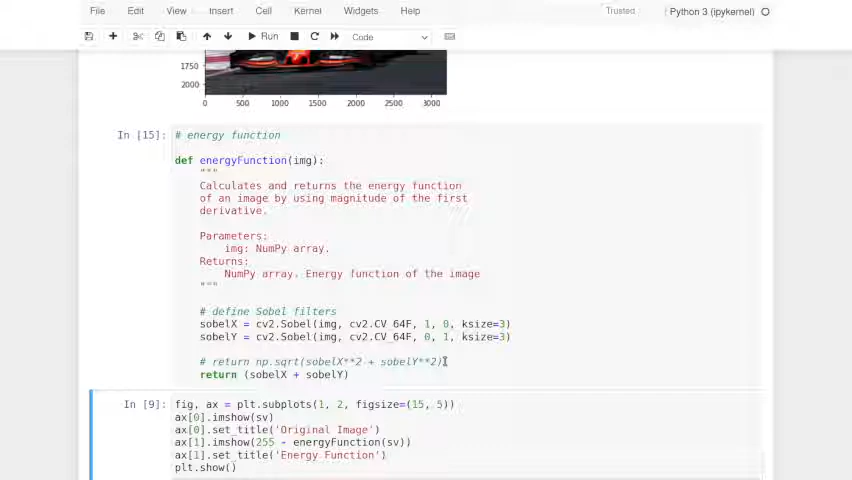 File Edit View Insert Cell Kernel Widgets Help Trusted Python 3 (ipykernel)
Run Code
1750
2000
0 500 1000 1500 2000 2500 3000
In [15]: # energy function
def energyFunction(img):
"""
Calculates and returns the energy function
of an image by using magnitude of the first
derivative.
Parameters:
img: NumPy array.
Returns:
NumPy array. Energy function of the image
"""
# define Sobel filters
sobelX = cv2.Sobel(img, cv2.CV_64F, 1, 0, ksize=3)
sobelY = cv2.Sobel(img, cv2.CV_64F, 0, 1, ksize=3)
# return np.sqrt(sobelX**2 + sobelY**2)
return (sobelX + sobelY)
In [9]: fig, ax = plt.subplots(1, 2, figsize=(15, 5))
ax[0].imshow(sv)
ax[0].set_title('Original Image')
ax[1].imshow(255 - energyFunction(sv))
ax[1].set_title('Energy Function')
plt.show()